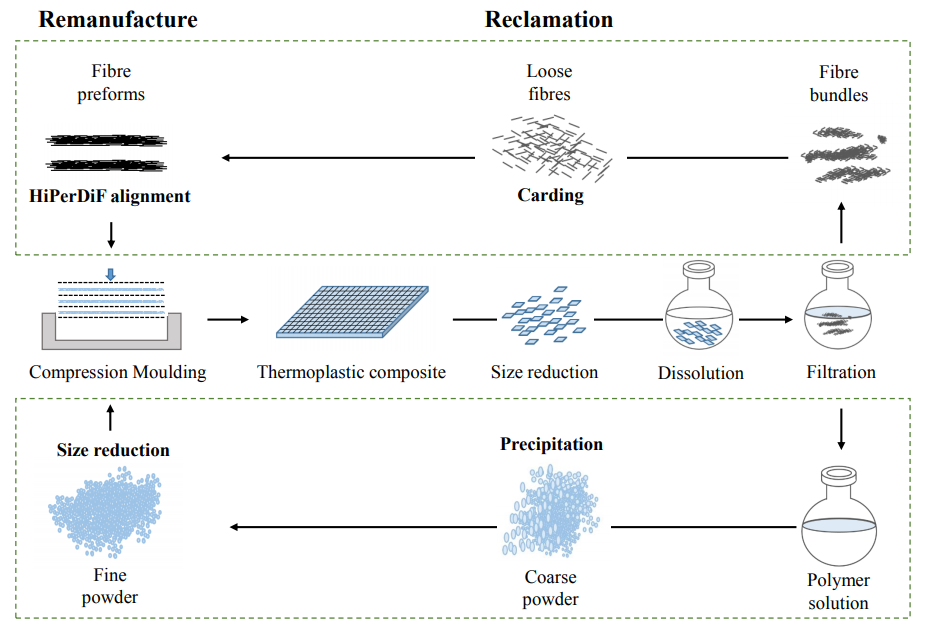 Remanufacture
Reclamation
Fibre
preforms
Loose
fibres
Fibre
bundles
HiPerDiF alignment
Carding
Compression Moulding
Thermoplastic composite
Size reduction
Dissolution
Filtration
Size reduction
Precipitation
Fine
powder
Coarse
powder
Polymer
solution